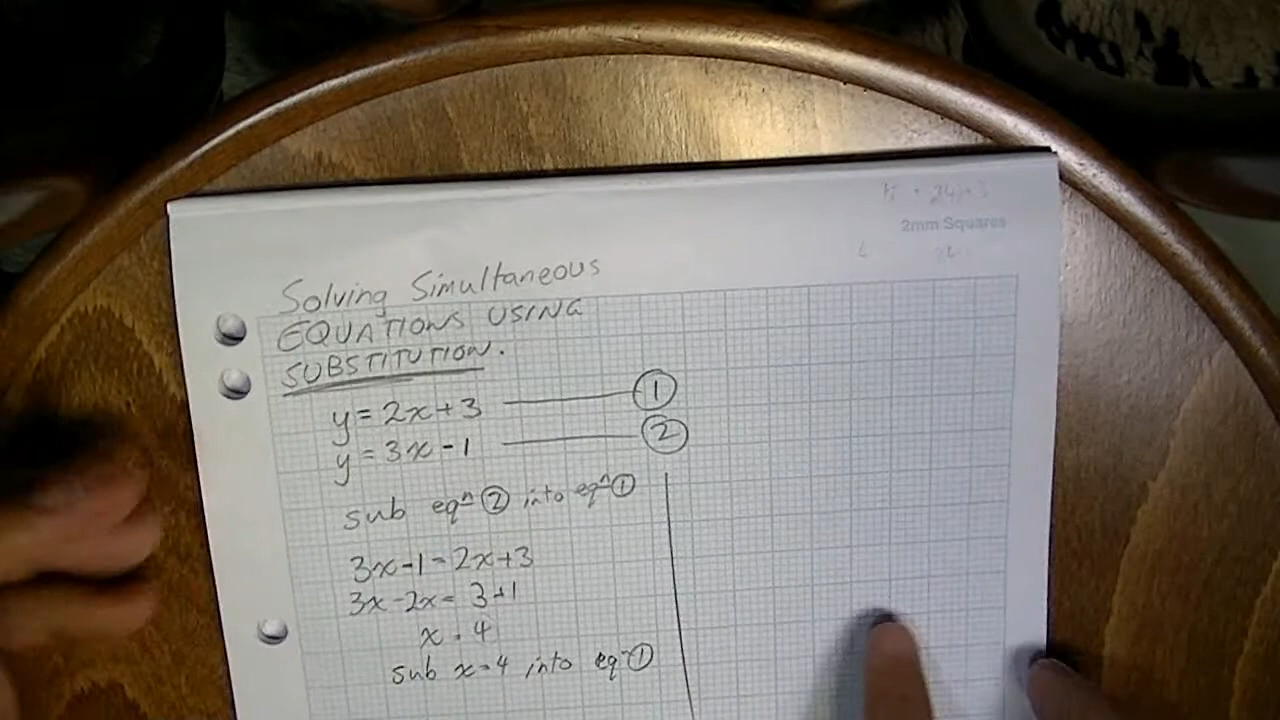 2mm Squares
Solving Simultaneous
EQUATIONS USING
SUBSTITUTION.
y = 2x + 3 ——— ①
y = 3x - 1 ——— ②
sub eqⁿ ② into eqⁿ ①
3x - 1 = 2x + 3
3x - 2x = 3 + 1
x = 4
sub x = 4 into eqⁿ ①